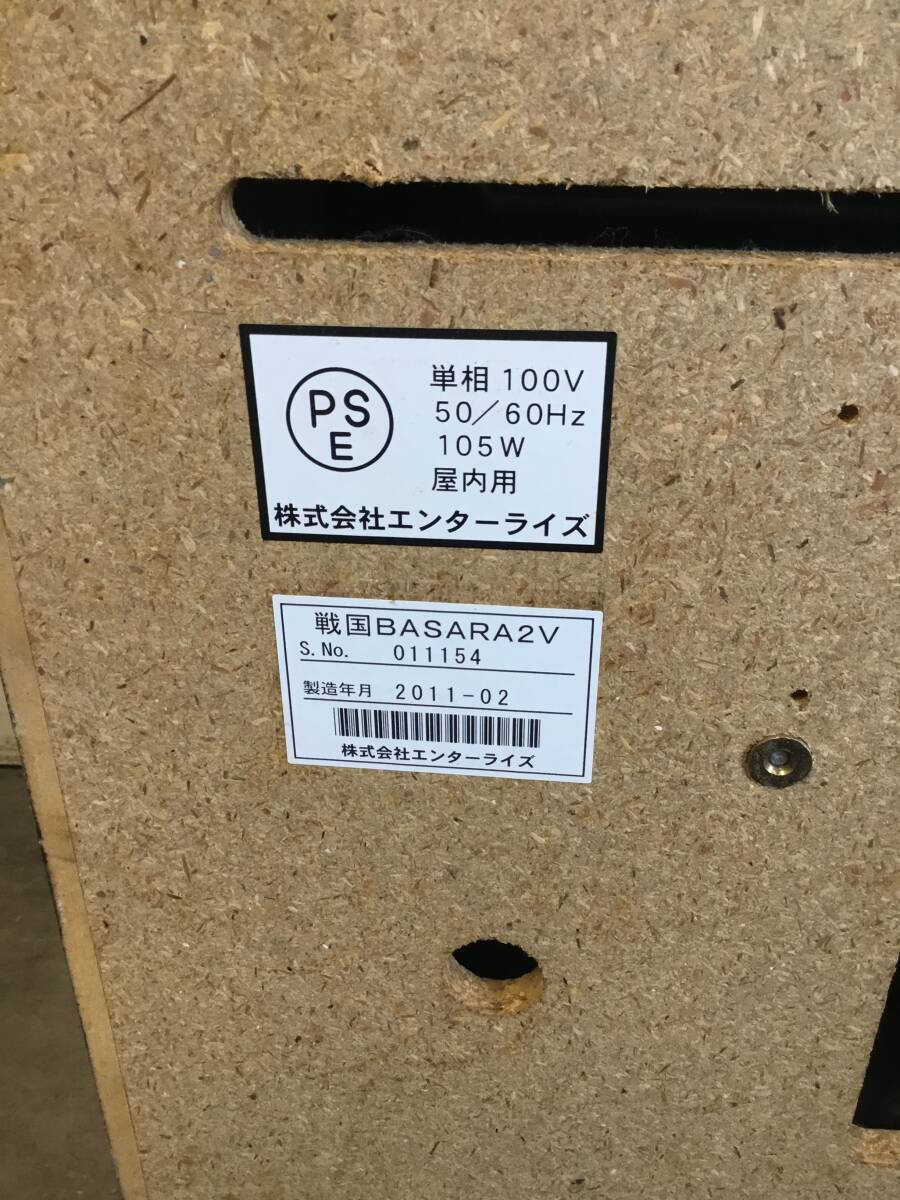 PS
E
単相 100V
50/60Hz
105W
屋内用
株式会社エンターライズ
戦国BASARA2V
S.No. 011154
製造年月 2011-02
株式会社エンターライズ